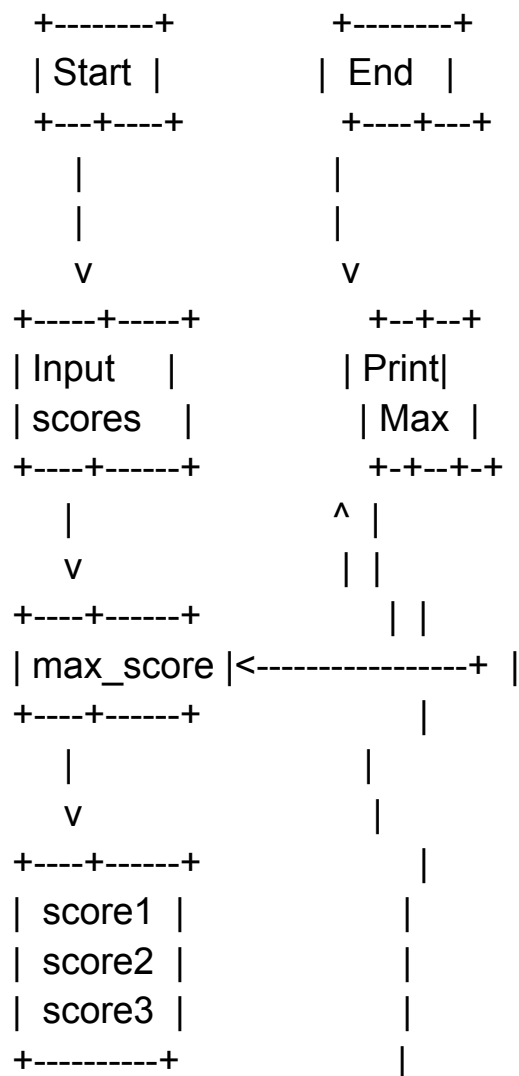 +--------+ +--------+
| Start | | End |
+---+----+ +----+---+
| |
| |
v v
+-----+-----+ +--+--+
| Input | | Print|
| scores | | Max |
+----+------+ +-+--+-+
| ^ |
v | |
+----+------+ | |
| max_score |<-----------------+ |
+----+------+ |
| |
v |
+----+------+ |
| score1 | |
| score2 | |
| score3 | |
+----------+ |